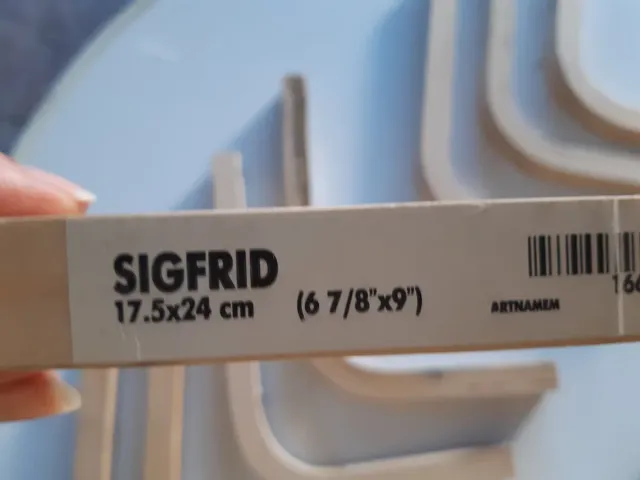 SIGFRID
17.5x24 cm (6 7/8"x9")
ARTNAMEM